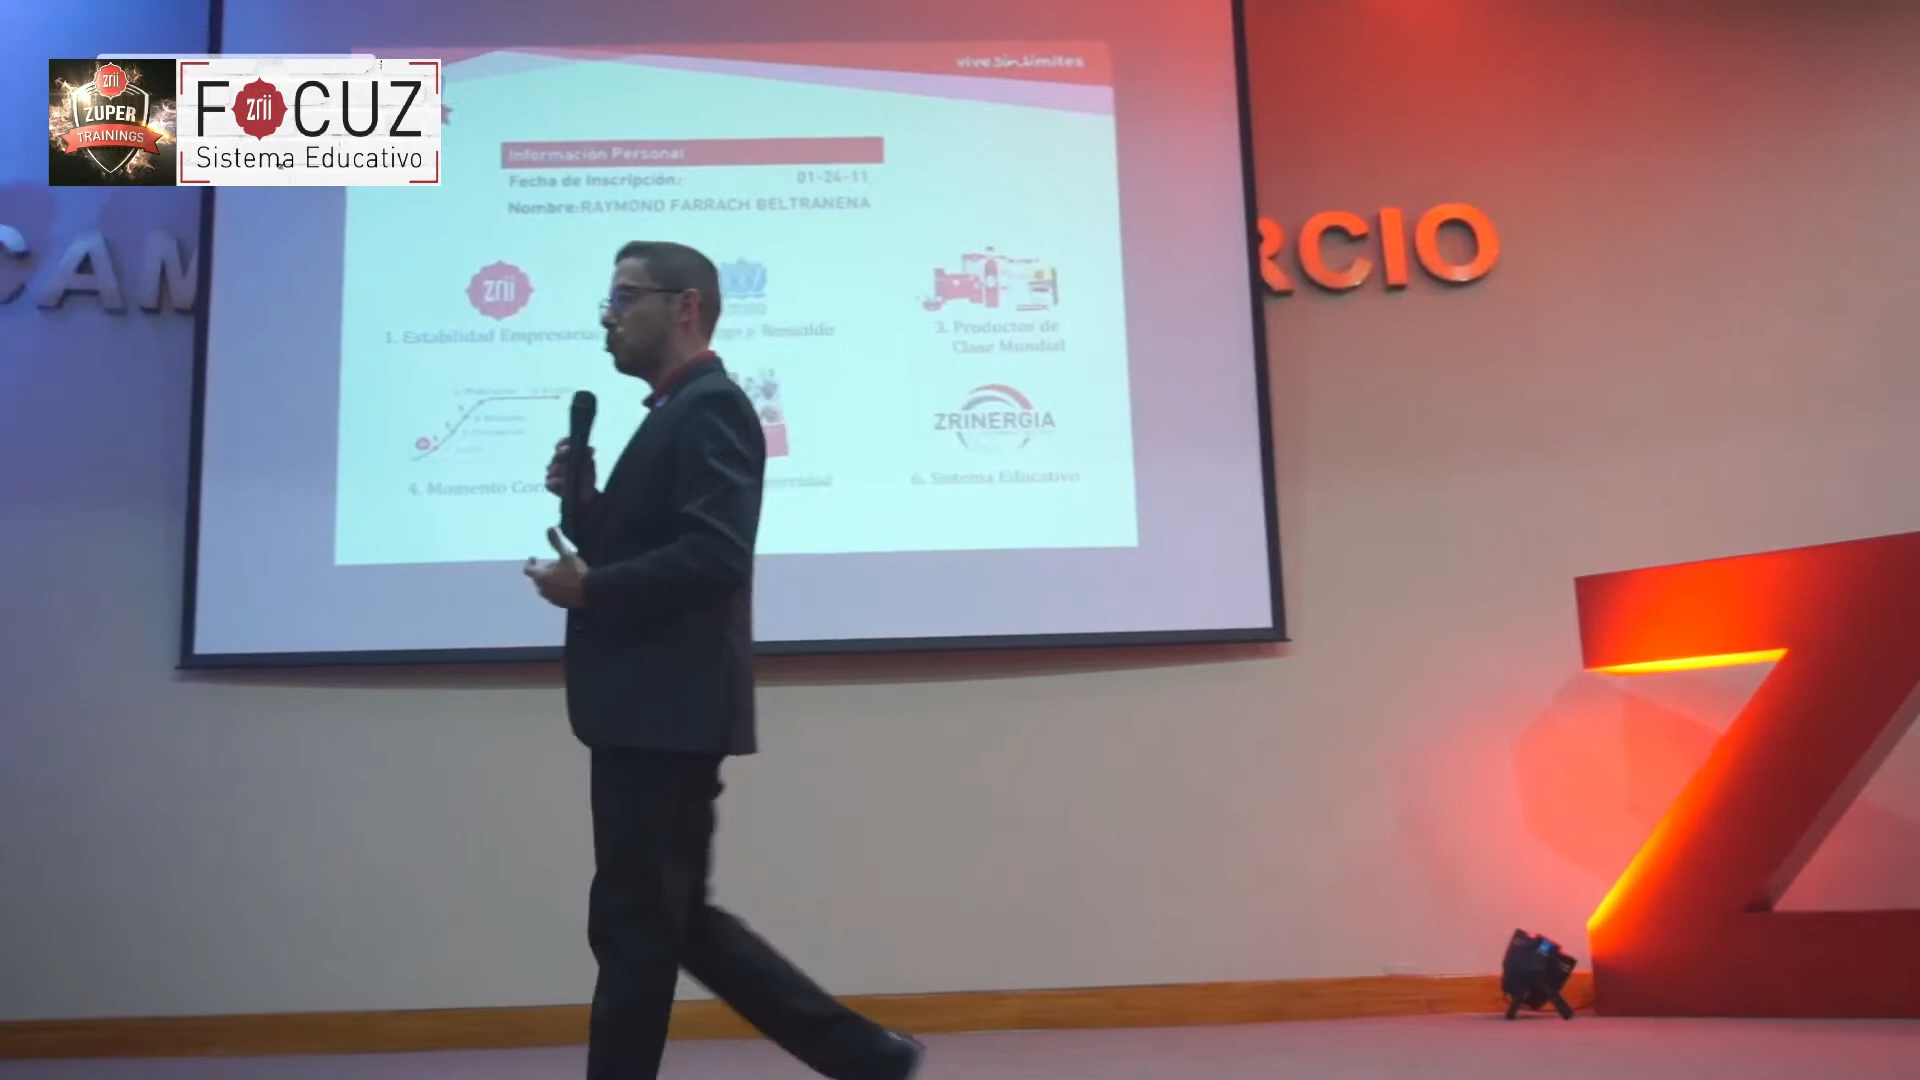 zrii
ZUPER
TRAININGS
FOCUZ
zrii
Sistema Educativo
vive.sin.Límites
Información Personal
Fecha de Inscripción: 01-24-11
Nombre:RAYMOND FARRACH BELTRANENA
CAM
RCIO
zrii
1. Estabilidad Empresaria
3. Productos de
Clase Mundial
ZRINERGIA
4. Momento Cor
6. Sistema Educativo
Z